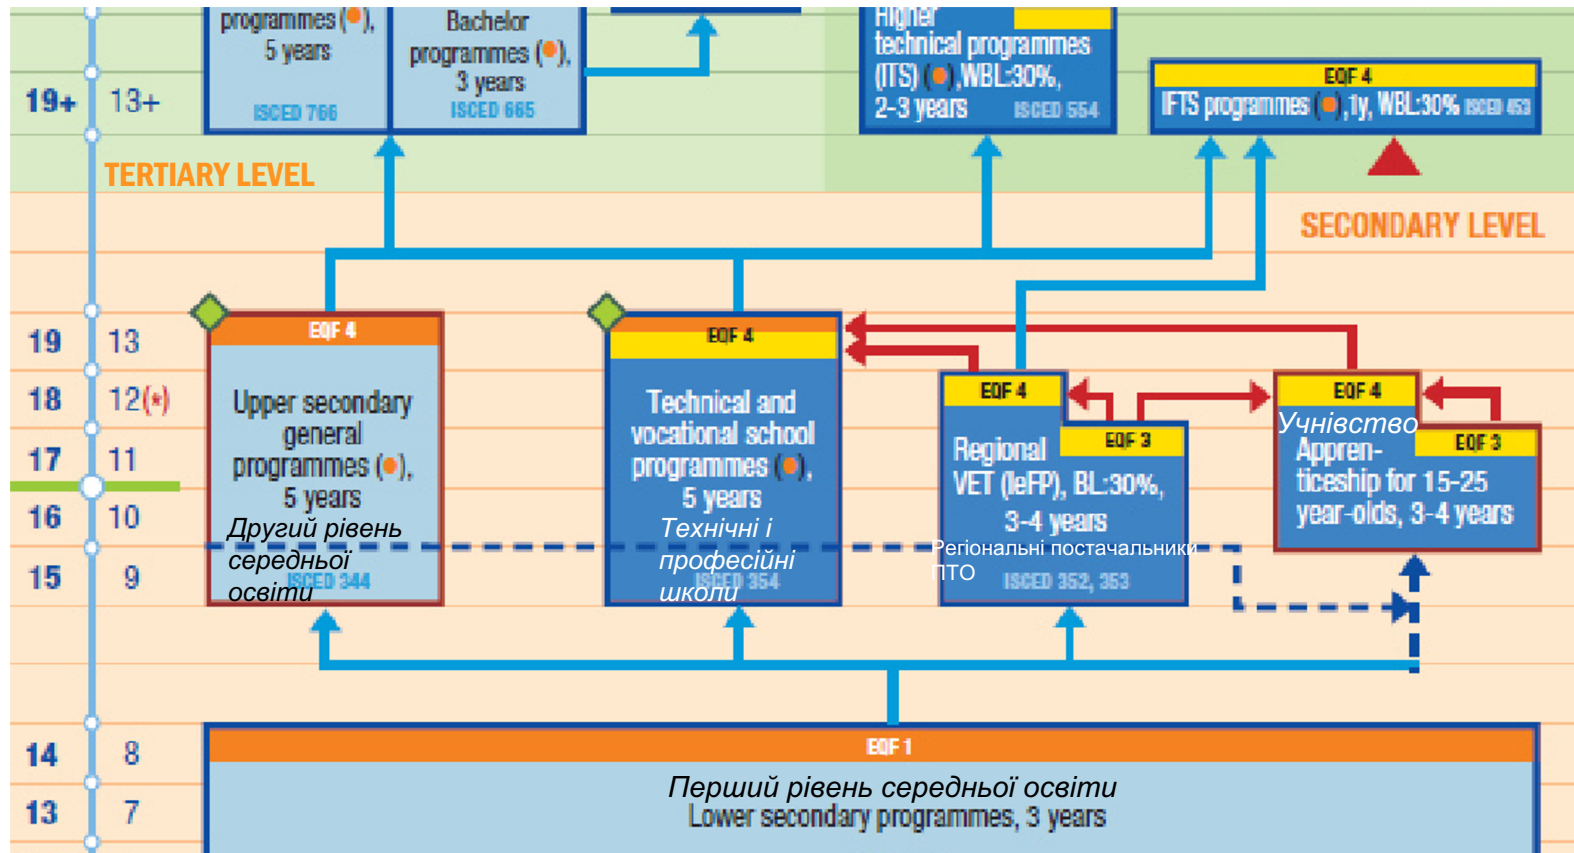 programmes (●),
5 years
ISCED 766
Bachelor
programmes (●),
3 years
ISCED 665
Higher
technical programmes
(ITS) (●),WBL:30%,
2-3 years ISCED 554
EQF 4
IFTS programmes (●),1y, WBL:30% ISCED 453
19+ 13+
TERTIARY LEVEL
SECONDARY LEVEL
19 13
18 12(*)
17 11
16 10
15 9
EQF 4
Upper secondary
general
programmes (●),
5 years
Другий рівень
середньої
освіти
ISCED 344
EQF 4
Technical and
vocational school
programmes (●),
5 years
Технічні і
професійні
школи
ISCED 354
EQF 4
EQF 3
Regional
VET (IeFP), BL:30%,
3-4 years
Регіональні постачальники
ПТО
ISCED 352, 353
EQF 4
Учнівство
EQF 3
Appren-
ticeship for 15-25
year-olds, 3-4 years
14 8
13 7
EQF 1
Перший рівень середньої освіти
Lower secondary programmes, 3 years